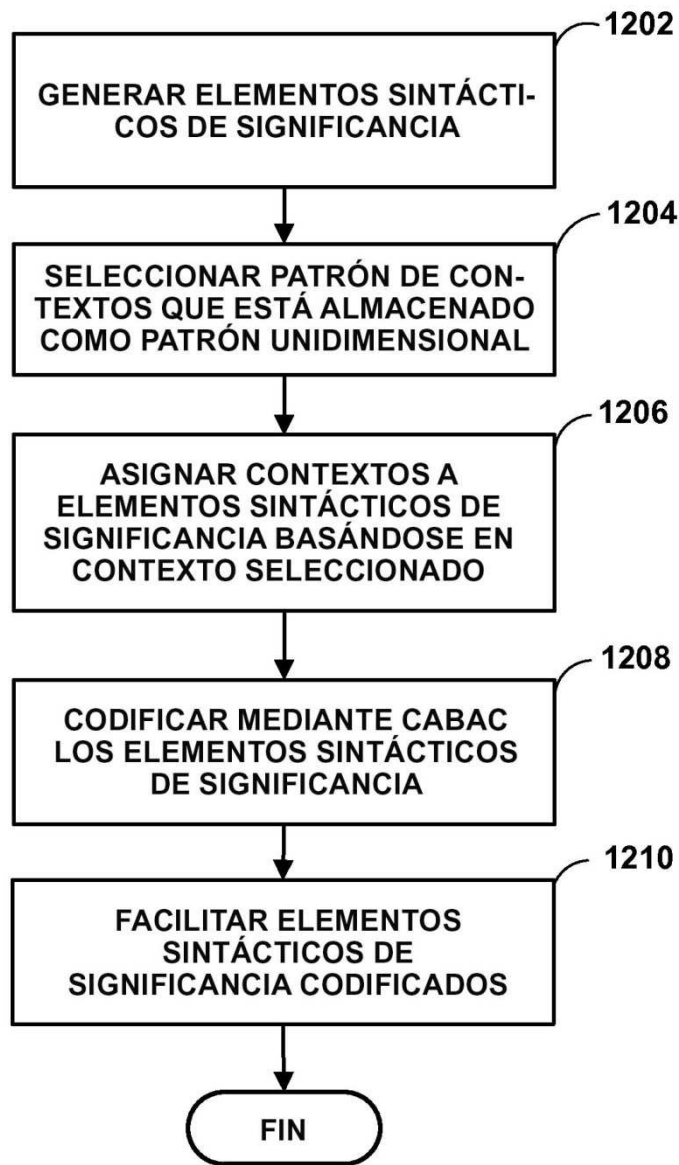 1202
GENERAR ELEMENTOS SINTÁCTI-
COS DE SIGNIFICANCIA
1204
SELECCIONAR PATRÓN DE CON-
TEXTOS QUE ESTÁ ALMACENADO
COMO PATRÓN UNIDIMENSIONAL
1206
ASIGNAR CONTEXTOS A
ELEMENTOS SINTÁCTICOS DE
SIGNIFICANCIA BASÁNDOSE EN
CONTEXTO SELECCIONADO
1208
CODIFICAR MEDIANTE CABAC
LOS ELEMENTOS SINTÁCTICOS
DE SIGNIFICANCIA
1210
FACILITAR ELEMENTOS
SINTÁCTICOS DE
SIGNIFICANCIA CODIFICADOS
FIN